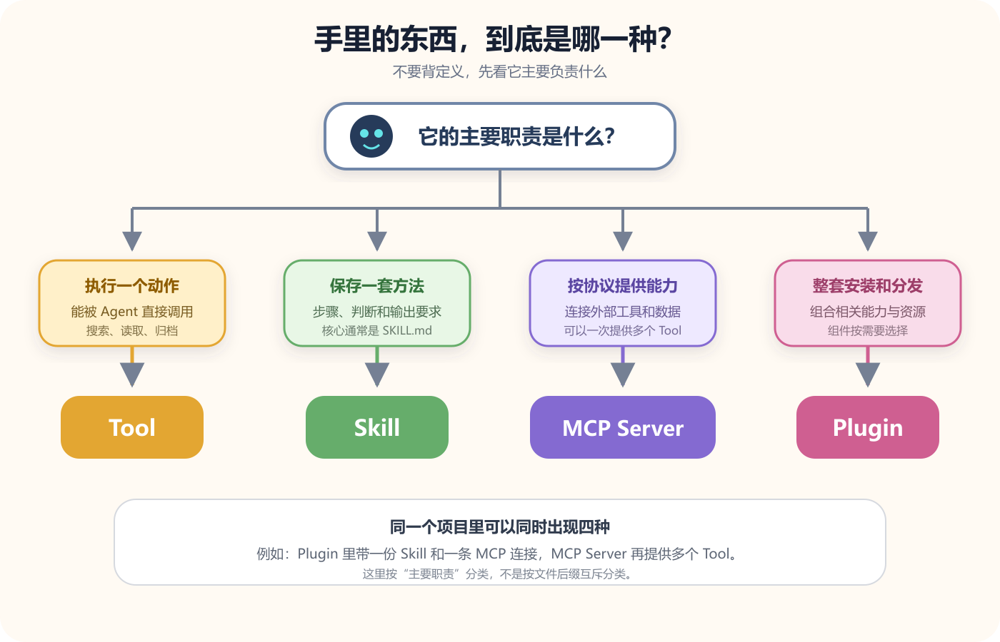 手里的东西，到底是哪一种？
不要背定义，先看它主要负责什么
它的主要职责是什么？
执行一个动作
能被 Agent 直接调用
搜索、读取、归档
Tool
保存一套方法
步骤、判断和输出要求
核心通常是 SKILL.md
Skill
按协议提供能力
连接外部工具和数据
可以一次提供多个 Tool
MCP Server
整套安装和分发
组合相关能力与资源
组件按需要选择
Plugin
同一个项目里可以同时出现四种
例如：Plugin 里带一份 Skill 和一条 MCP 连接，MCP Server 再提供多个 Tool。
这里按“主要职责”分类，不是按文件后缀互斥分类。